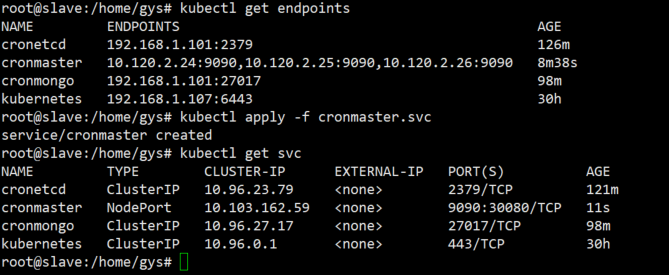 root@slave:/home/gys# kubectl get endpoints
NAME ENDPOINTS AGE
cronetcd 192.168.1.101:2379 126m
cronmaster 10.120.2.24:9090,10.120.2.25:9090,10.120.2.26:9090 8m38s
cronmongo 192.168.1.101:27017 98m
kubernetes 192.168.1.107:6443 30h
root@slave:/home/gys# kubectl apply -f cronmaster.svc
service/cronmaster created
root@slave:/home/gys# kubectl get svc
NAME TYPE CLUSTER-IP EXTERNAL-IP PORT(S) AGE
cronetcd ClusterIP 10.96.23.79 <none> 2379/TCP 121m
cronmaster NodePort 10.103.162.59 <none> 9090:30080/TCP 11s
cronmongo ClusterIP 10.96.27.17 <none> 27017/TCP 98m
kubernetes ClusterIP 10.96.0.1 <none> 443/TCP 30h
root@slave:/home/gys#